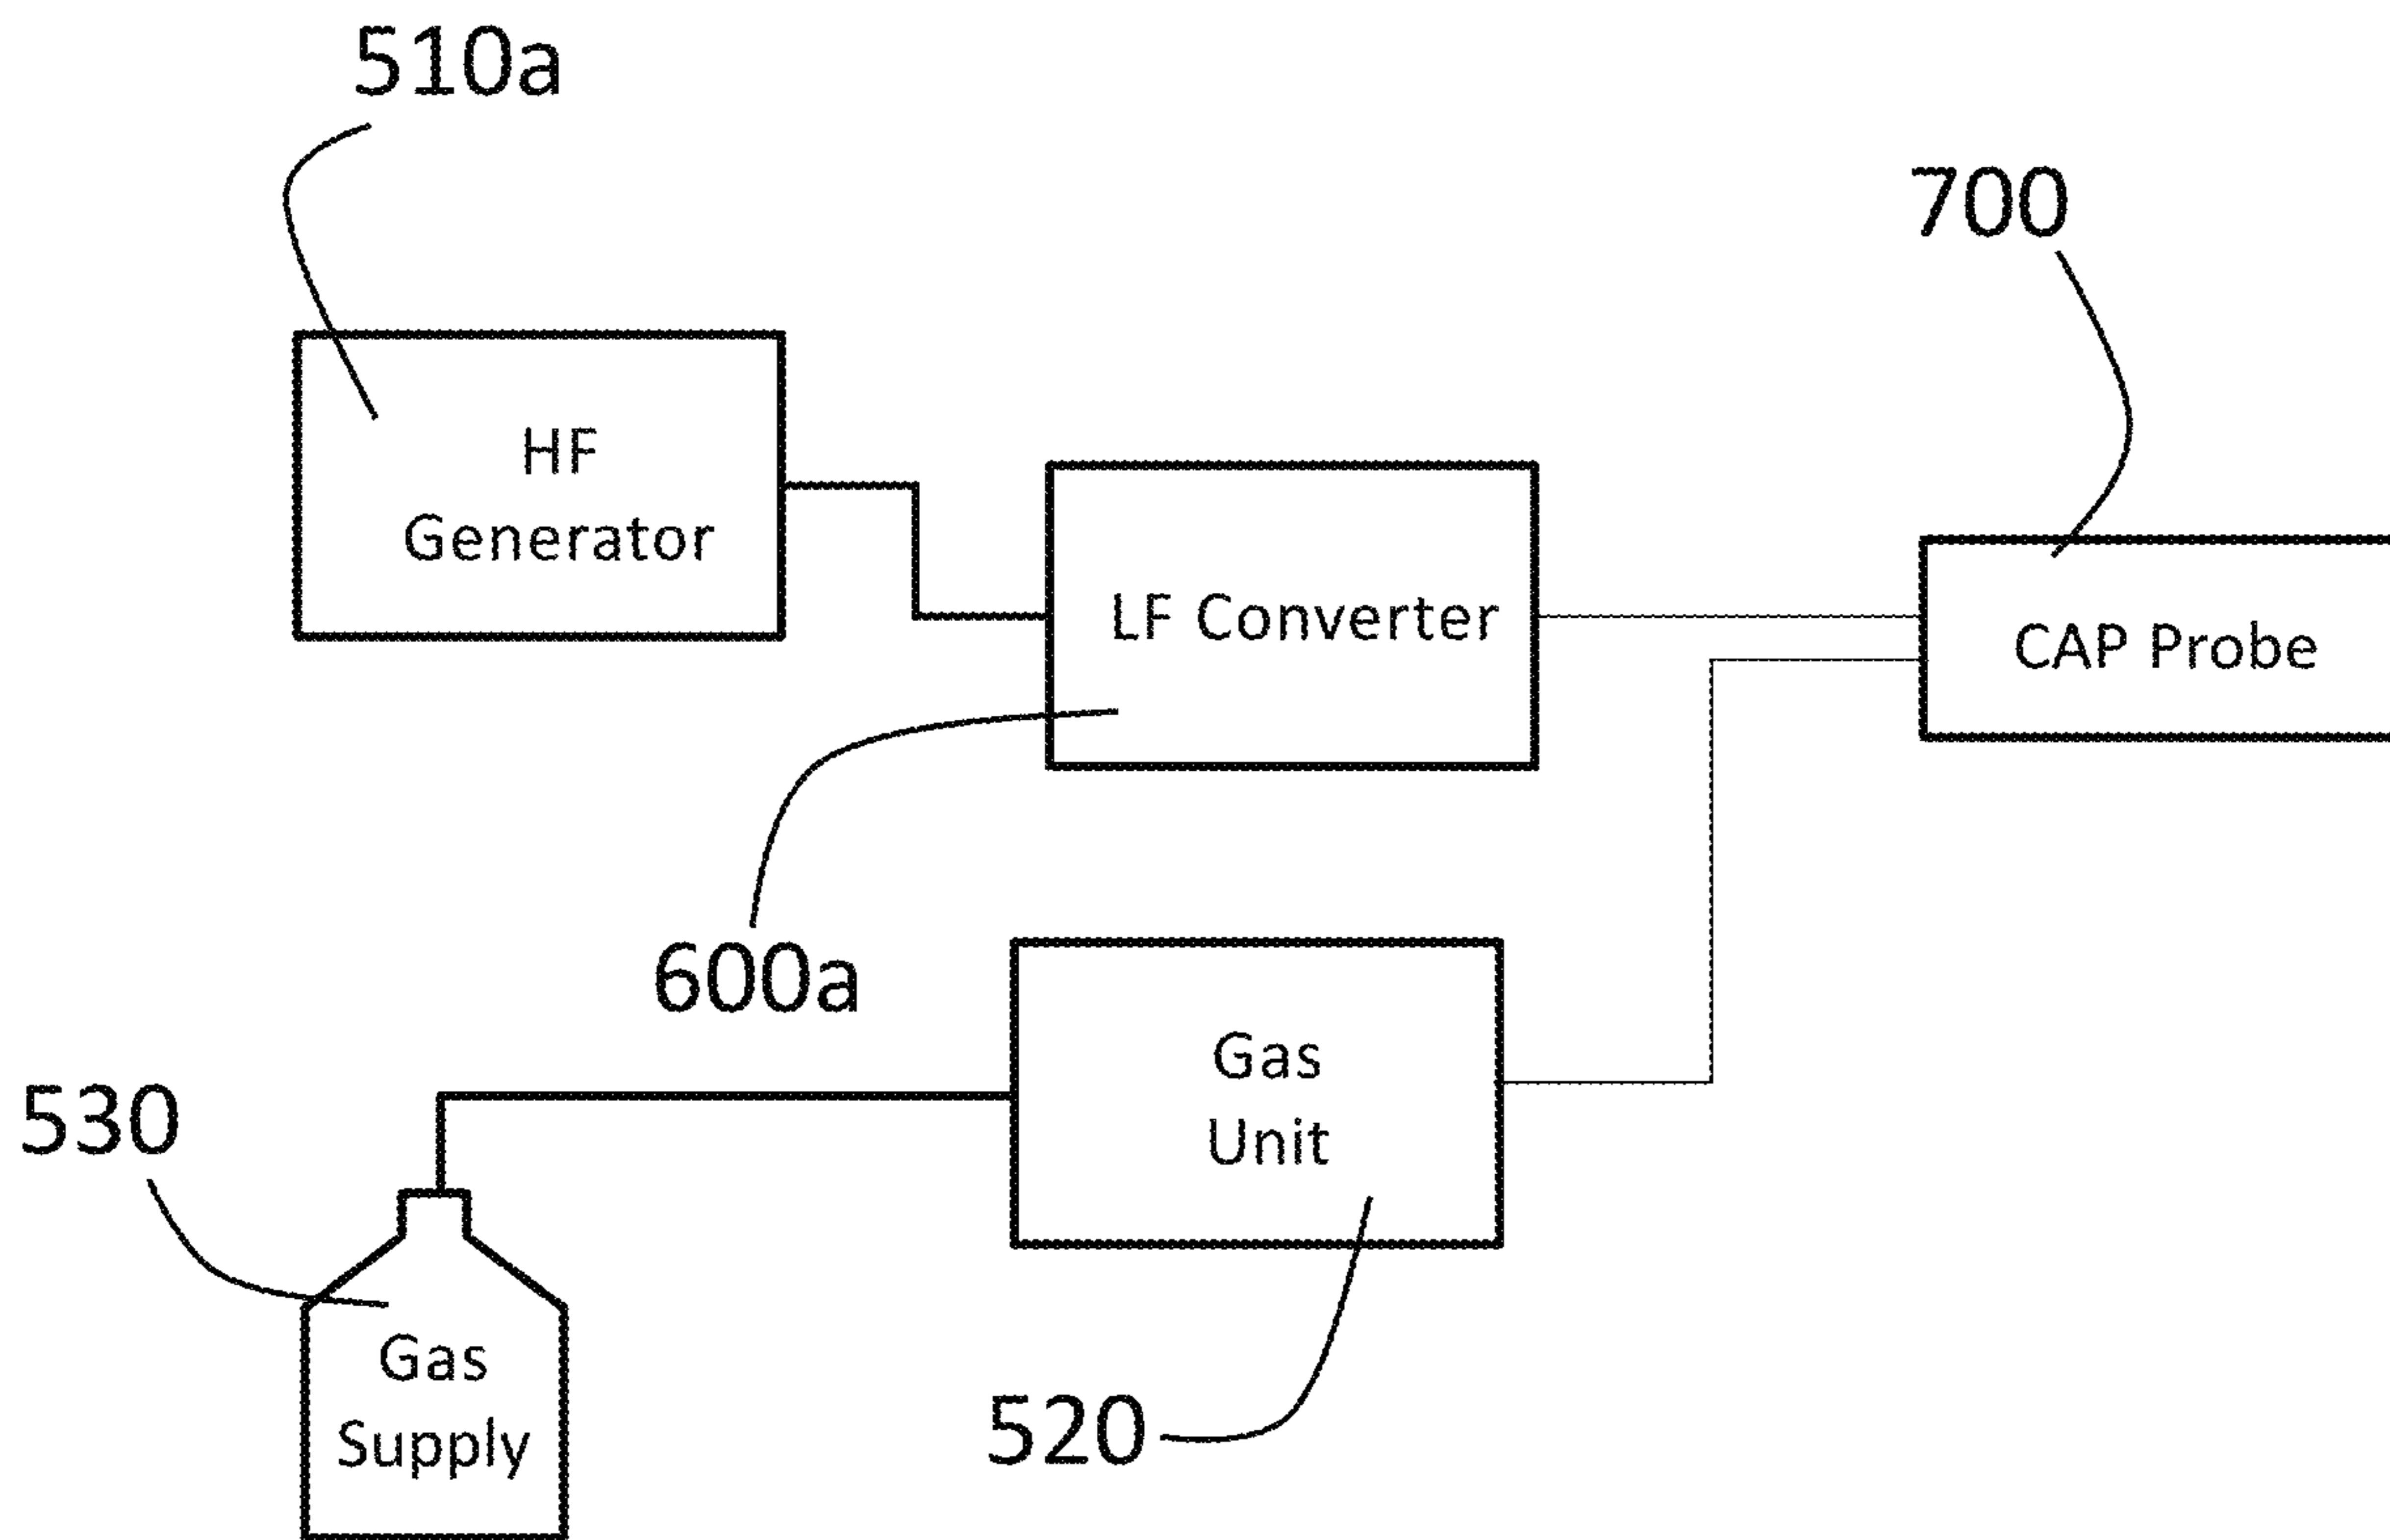 510a
700
HF
Generator
LF Converter
CAP Probe
600a
Gas
Unit
530
Gas
Supply
520